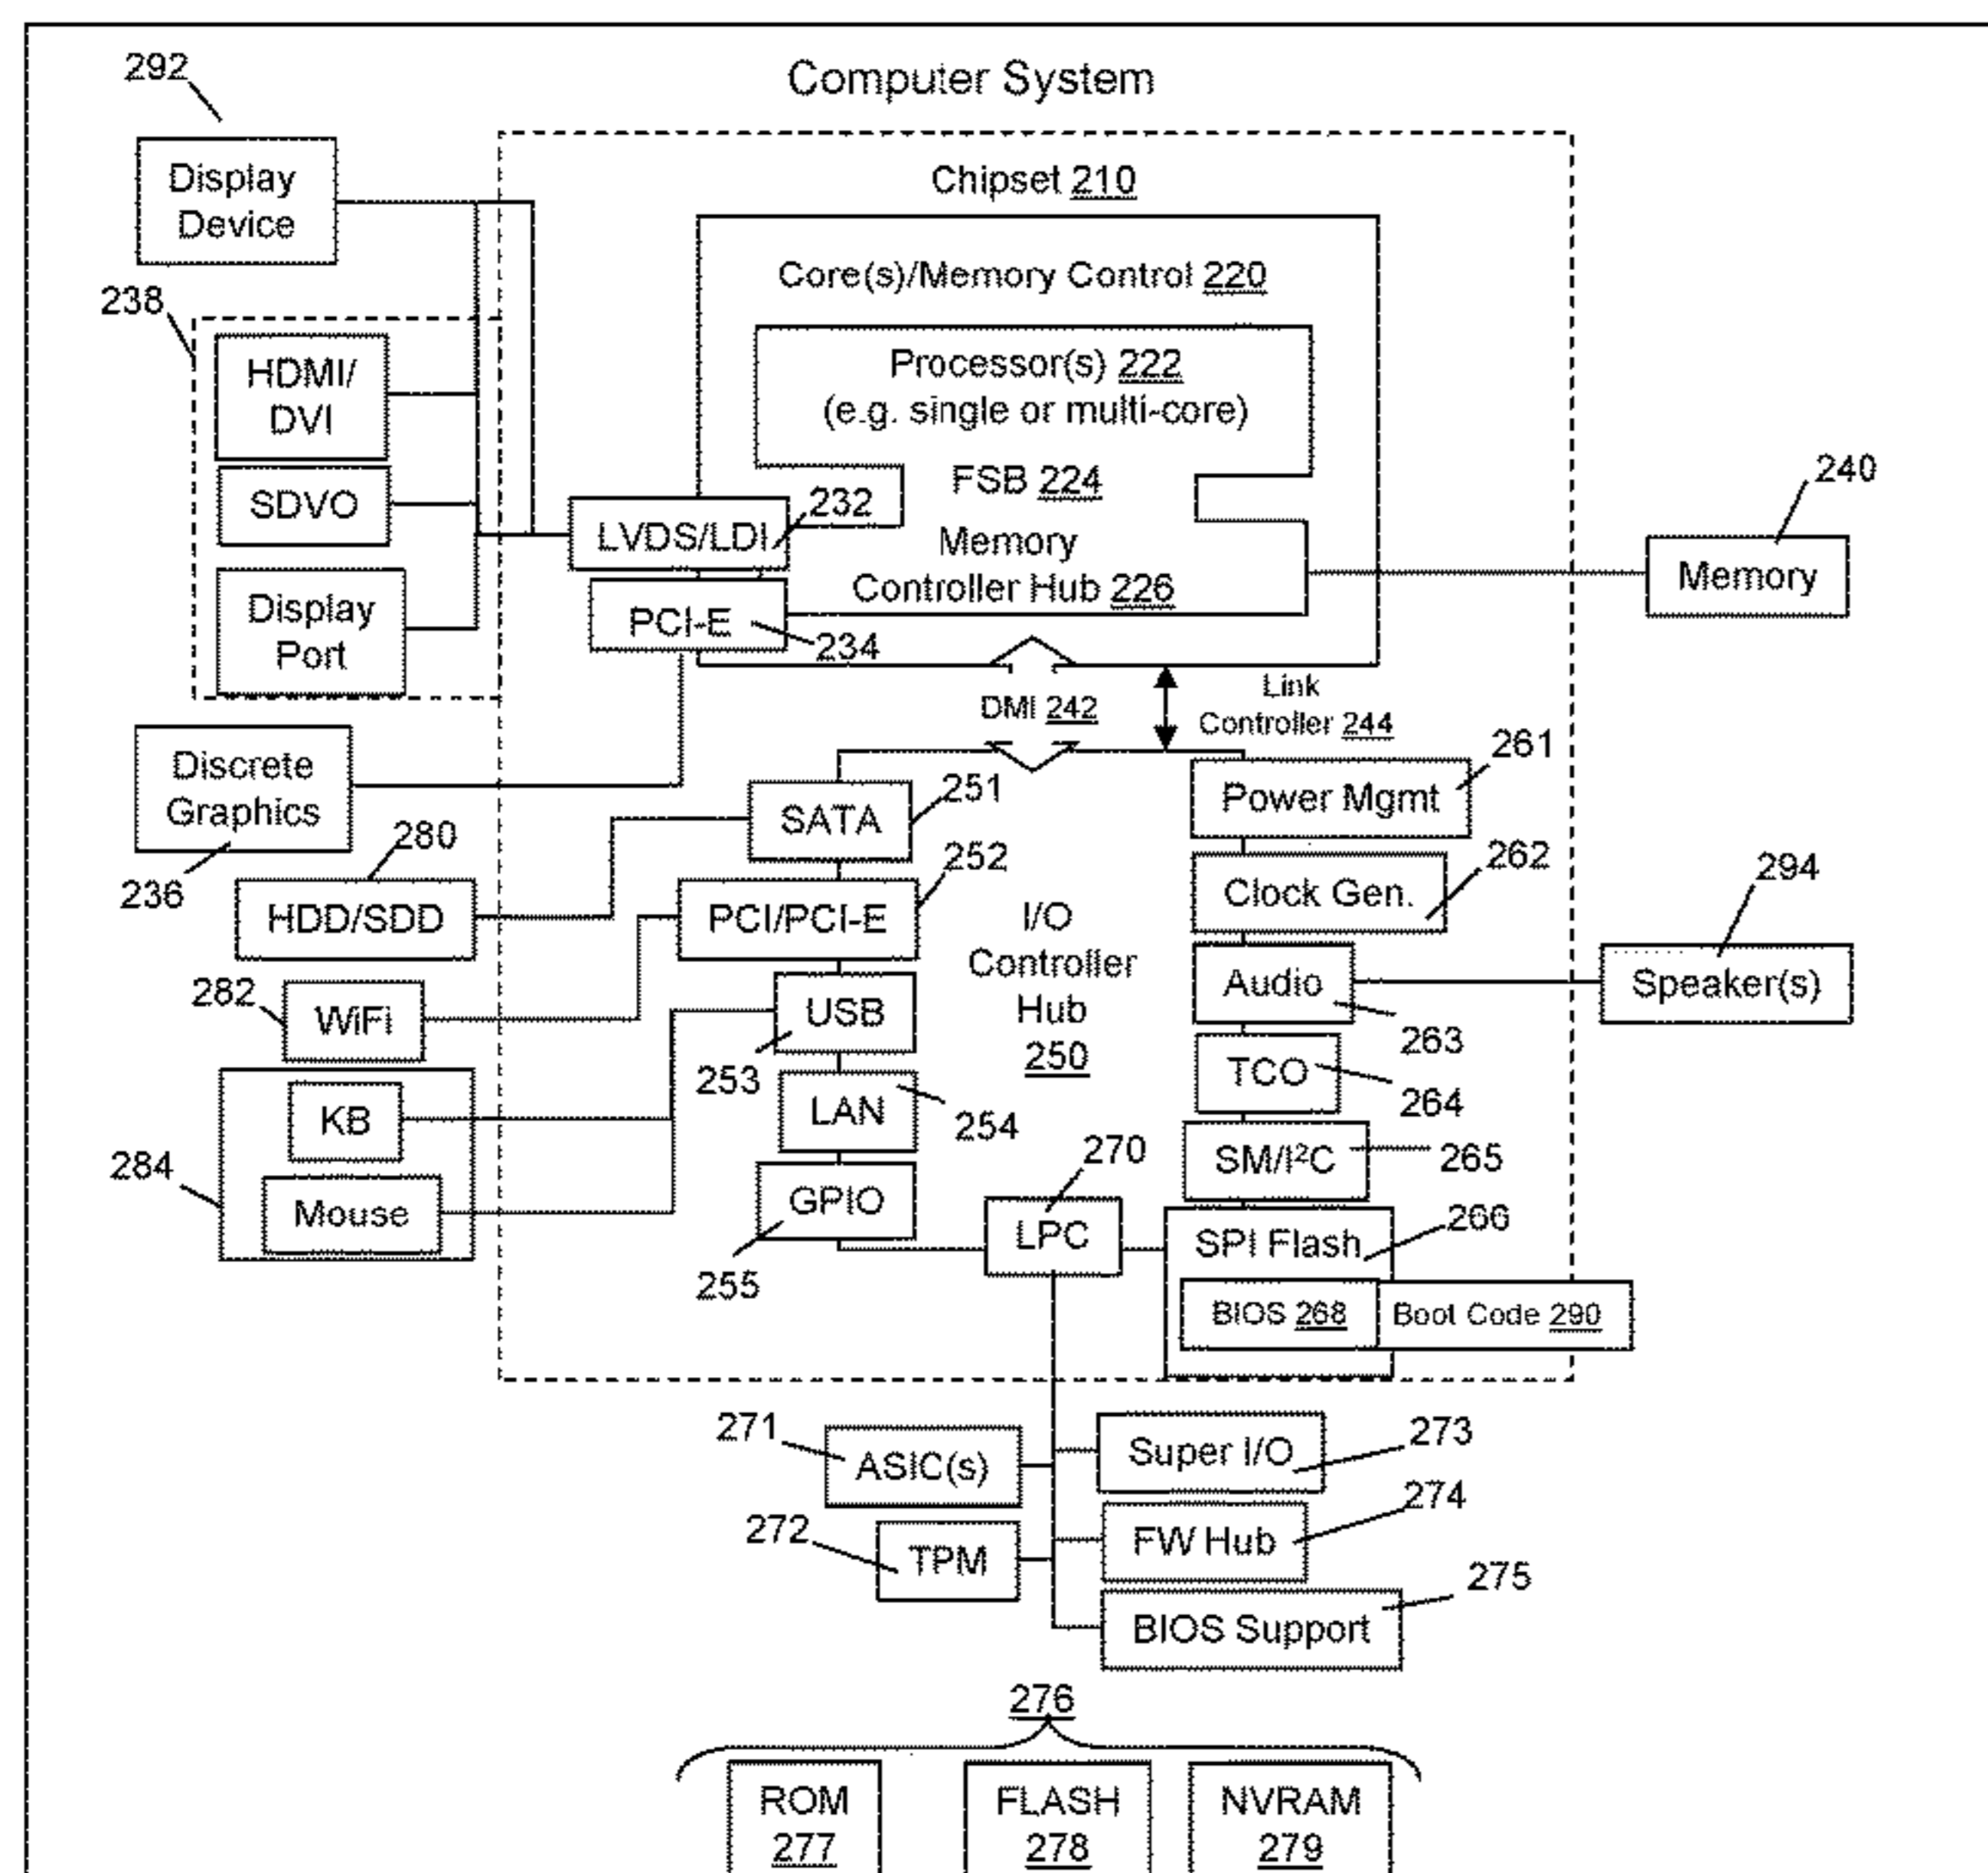 Computer System
292
Display
Device
Chipset 210
Core(s)/Memory Control 220
238
HDMI/
DVI
SDVO
Display
Port
Processor(s) 222
(e.g. single or multi-core)
FSB 224
232
LVDS/LDI
Memory
Controller Hub 226
PCI-E
234
240
Memory
DMI 242
Link
Controller 244
Discrete
Graphics
236
251
SATA
261
Power Mgmt
280
HDD/SDD
252
PCI/PCI-E
262
Clock Gen.
I/O
Controller
Hub
250
294
Speaker(s)
Audio
263
282
WiFi
USB
253
TCO
264
KB
LAN
254
284
Mouse
SM/I²C
265
GPIO
255
270
LPC
266
SPI Flash
BIOS 268
Boot Code 290
271
ASIC(s)
Super I/O
273
272
TPM
FW Hub
274
BIOS Support
275
276
ROM
277
FLASH
278
NVRAM
279